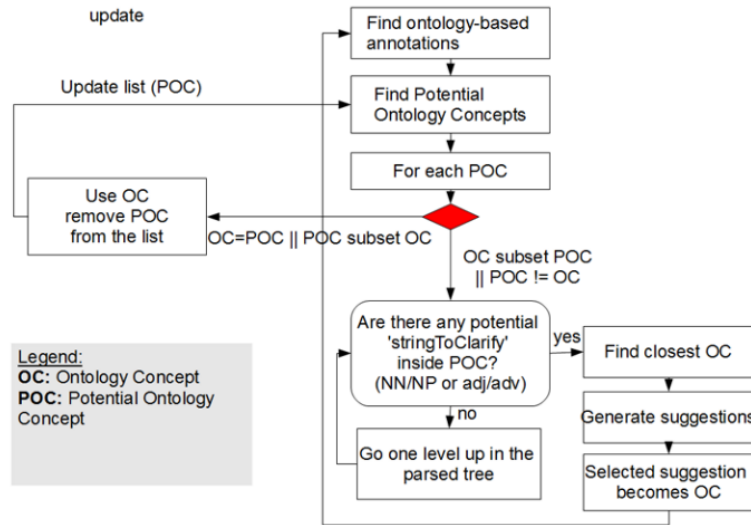 update
Find ontology-based
annotations
Update list (POC)
Find Potential
Ontology Concepts
For each POC
Use OC
remove POC
from the list
OC=POC || POC subset OC
OC subset POC
|| POC != OC
Are there any potential
'stringToClarify'
inside POC?
(NN/NP or adj/adv)
yes
Find closest OC
Generate suggestions
Selected suggestion
becomes OC
no
Go one level up in the
parsed tree
Legend:
OC: Ontology Concept
POC: Potential Ontology
Concept